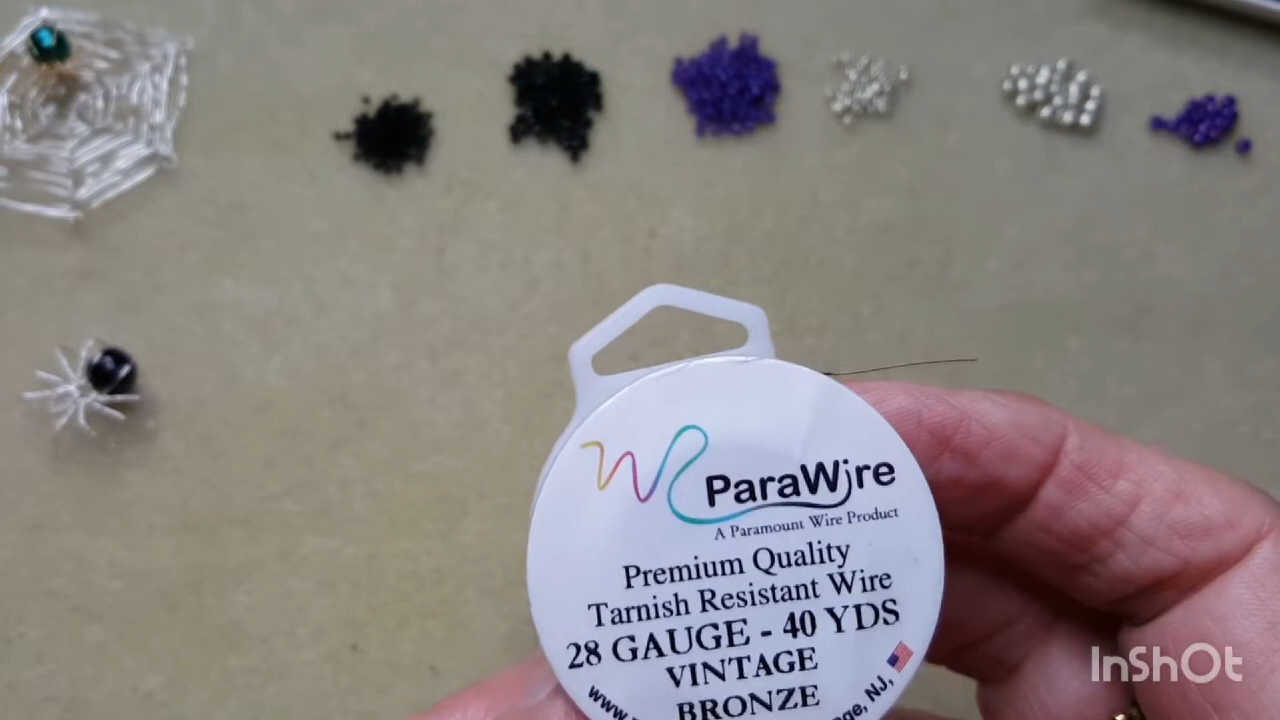 ParaWire
A Paramount Wire Product
Premium Quality
Tarnish Resistant Wire
28 GAUGE - 40 YDS
VINTAGE
BRONZE
InShOt